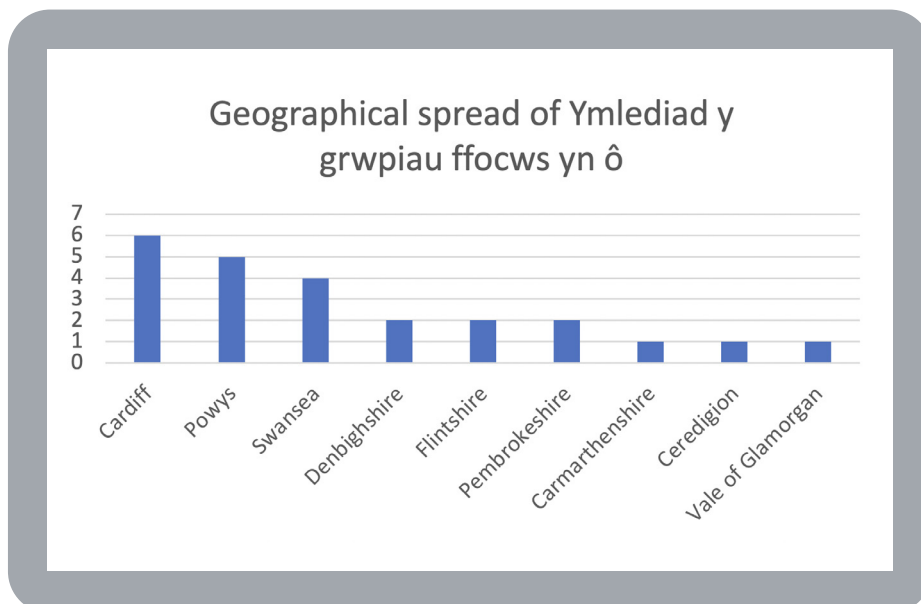 Geographical spread of Ymlediad y
grwpiau ffocws yn ô
7
6
5
4
3
2
1
0
Cardiff
Powys
Swansea
Denbighshire
Flintshire
Pembrokeshire
Carmarthenshire
Ceredigion
Vale of Glamorgan